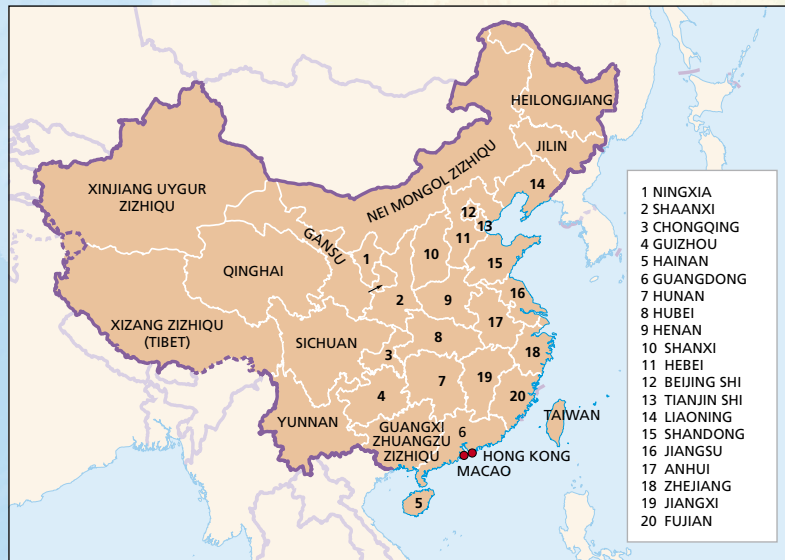 HEILONGJIANG
JILIN
14
NEI MONGOL ZIZHIQU
XINJIANG UYGUR
ZIZHIQU
12
13
11
GANSU
10
1
15
QINGHAI
2
9
16
17
XIZANG ZIZHIQU
(TIBET)
SICHUAN
8
3
18
4
7
19
20
YUNNAN
TAIWAN
GUANGXI
ZHUANGZU
ZIZHIQU
6
HONG KONG
MACAO
5
1 NINGXIA
2 SHAANXI
3 CHONGQING
4 GUIZHOU
5 HAINAN
6 GUANGDONG
7 HUNAN
8 HUBEI
9 HENAN
10 SHANXI
11 HEBEI
12 BEIJING SHI
13 TIANJIN SHI
14 LIAONING
15 SHANDONG
16 JIANGSU
17 ANHUI
18 ZHEJIANG
19 JIANGXI
20 FUJIAN